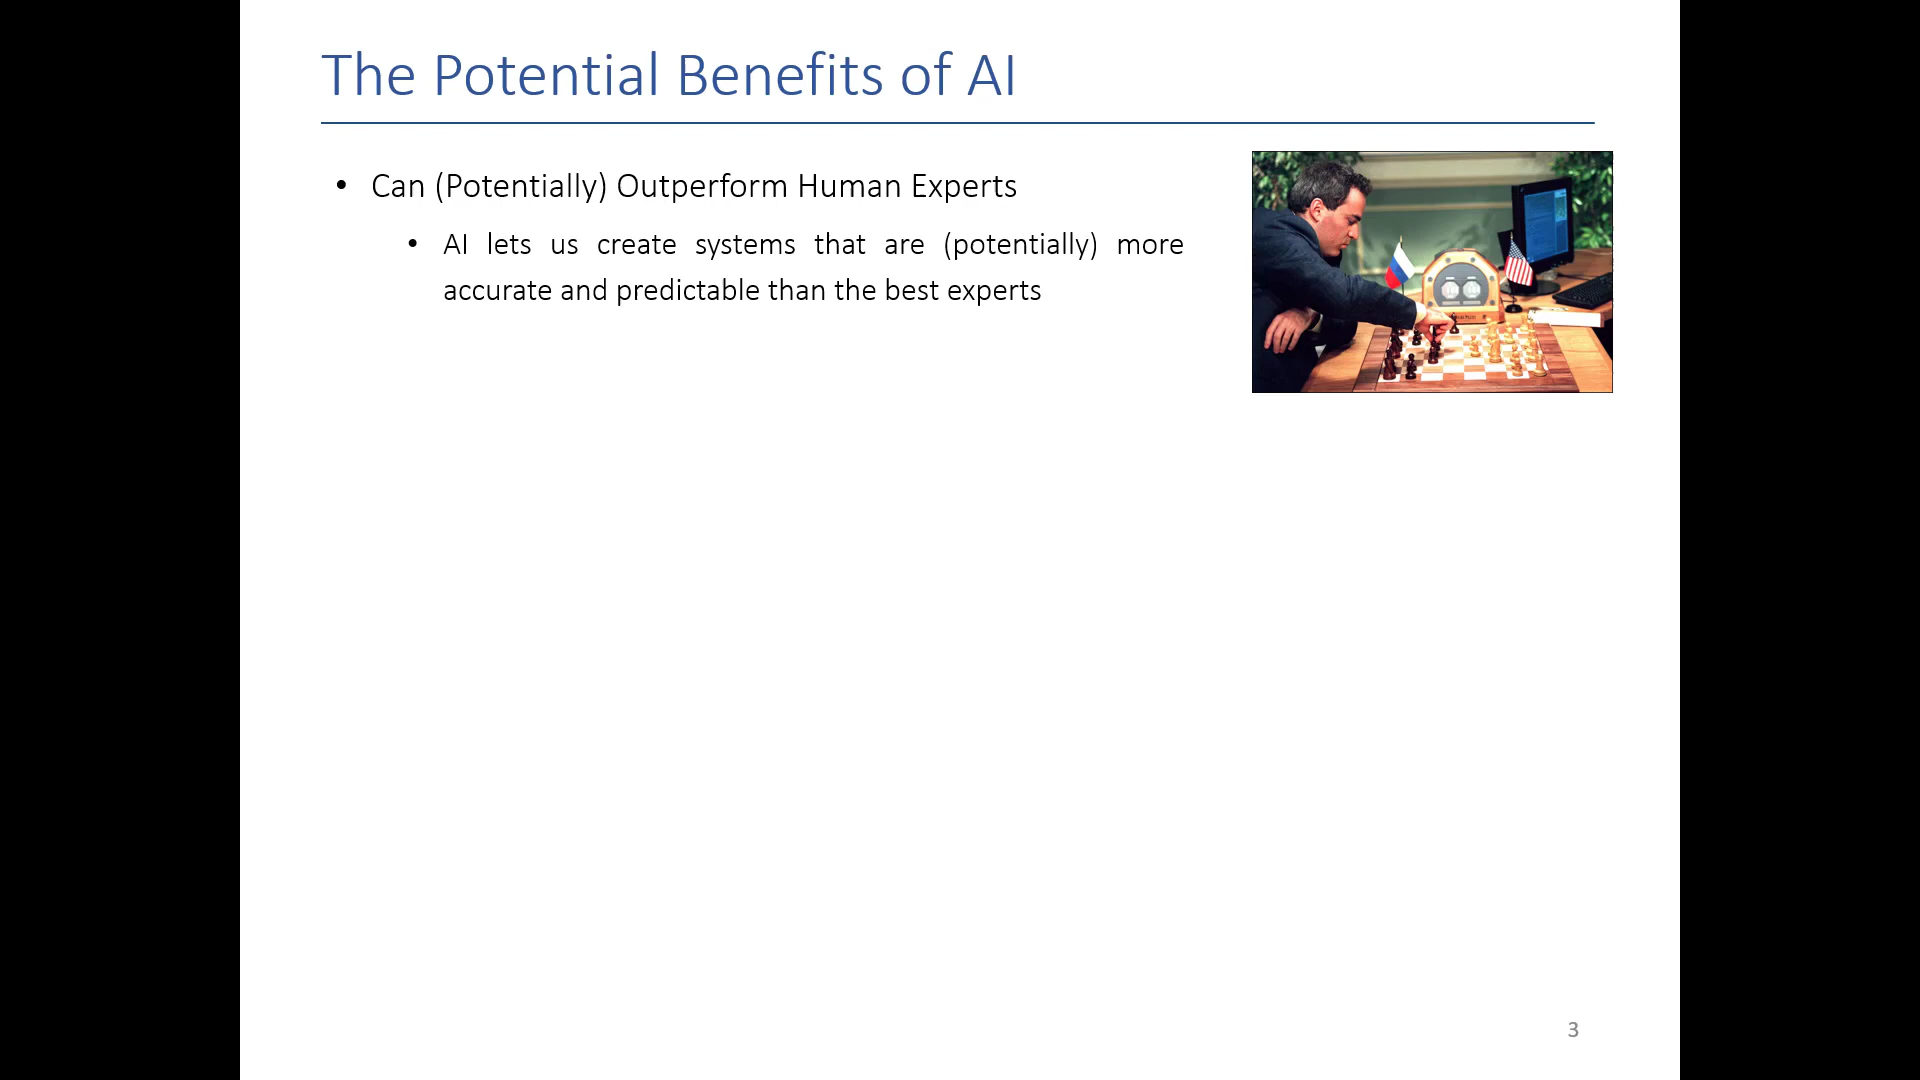 The Potential Benefits of AI
• Can (Potentially) Outperform Human Experts
• AI lets us create systems that are (potentially) more
accurate and predictable than the best experts
3